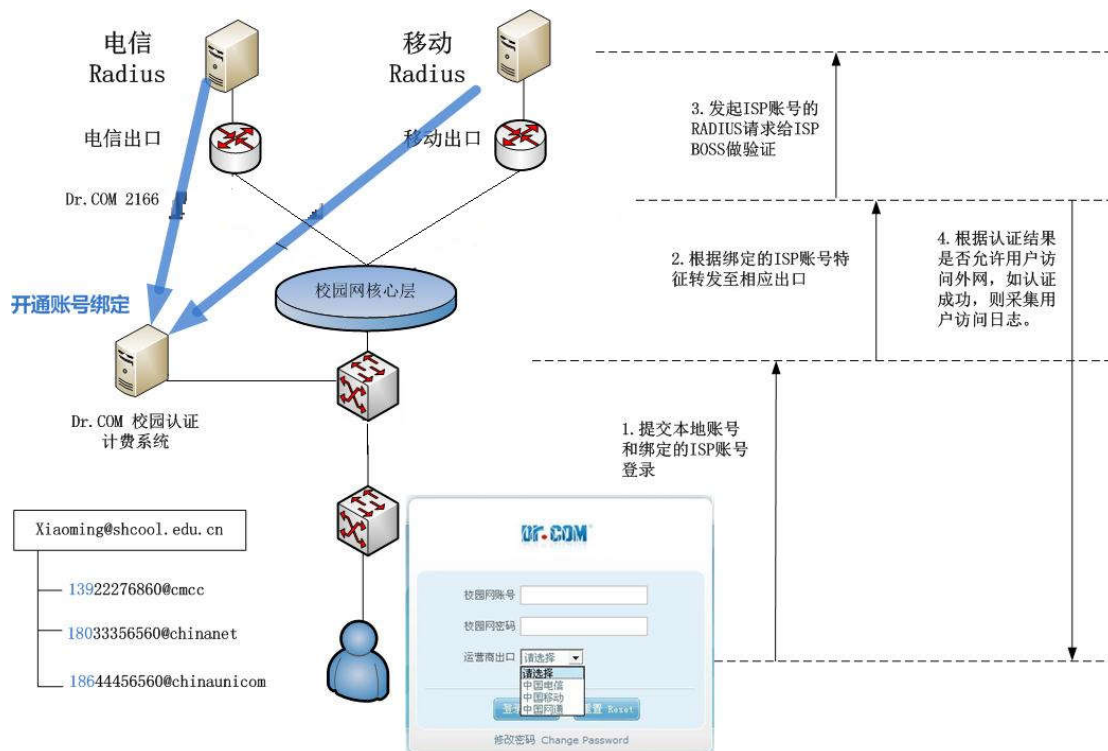 电信
Radius
移动
Radius
电信出口
移动出口
Dr.COM 2166
开通账号绑定
校园网核心层
Dr.COM 校园认证
计费系统
3.发起ISP账号的
RADIUS请求给ISP
BOSS做验证
2.根据绑定的ISP账号特
征转发至相应出口
4.根据认证结果
是否允许用户访
问外网,如认证
成功,则采集用
户访问日志。
1.提交本地账号
和绑定的ISP账号
登录
Xiaoming@shcool.edu.cn
13922276860@cmcc
18033356560@chinanet
18644456560@chinaunicom
Dr.COM
校园网账号
校园网密码
运营商出口 请选择
请选择
中国电信
中国移动
中国网通
Reset
修改密码 Change Password